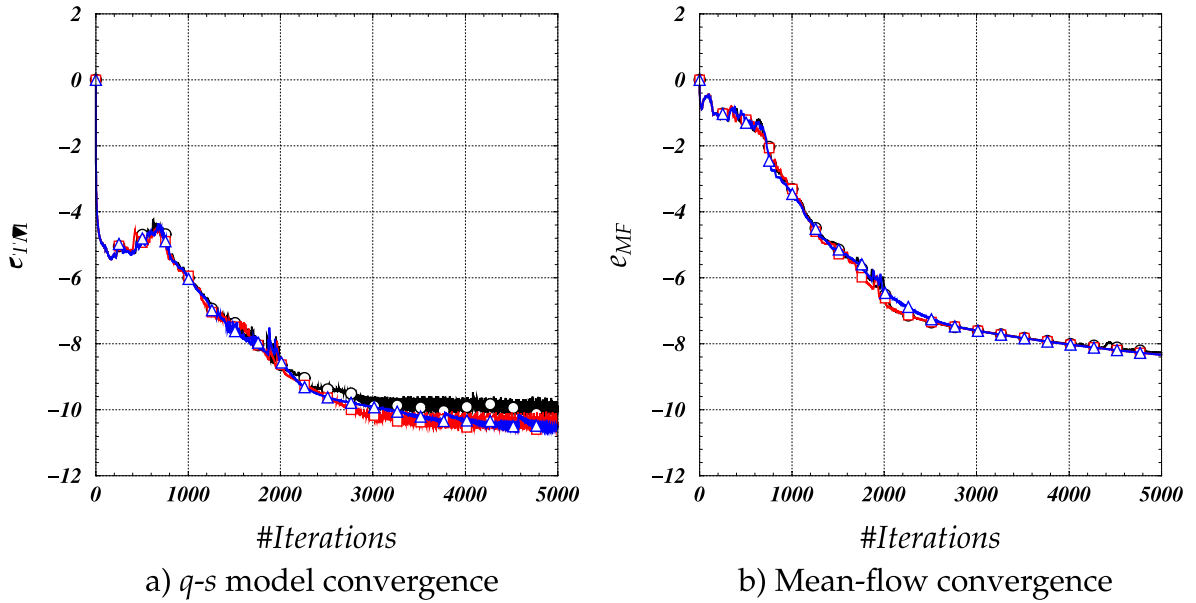 2
0
−2
−4
−6
−8
−10
−12
e_TM
0 1000 2000 3000 4000 5000
#Iterations
a) q-s model convergence
2
0
−2
−4
−6
−8
−10
−12
e_MF
0 1000 2000 3000 4000 5000
#Iterations
b) Mean-flow convergence